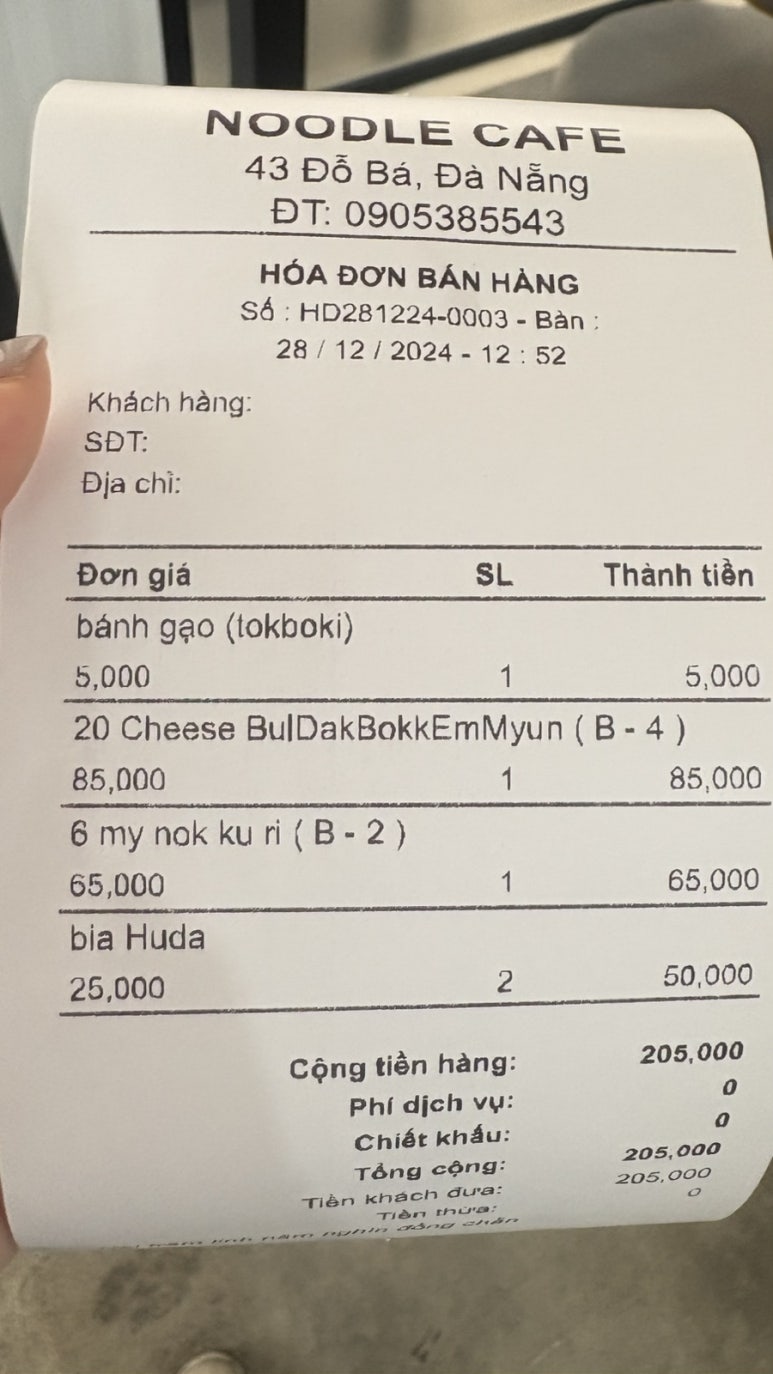 NOODLE CAFE
43 Đỗ Bá, Đà Nẵng
ĐT: 0905385543
HÓA ĐƠN BÁN HÀNG
Số : HD281224-0003 - Bàn :
28 / 12 / 2024 - 12 : 52
Khách hàng:
SĐT:
Địa chỉ:
Đơn giá SL Thành tiền
bánh gạo (tokboki)
5,000 1 5,000
20 Cheese BulDakBokkEmMyun ( B - 4 )
85,000 1 85,000
6 my nok ku ri ( B - 2 )
65,000 1 65,000
bia Huda
25,000 2 50,000
Cộng tiền hàng: 205,000
Phí dịch vụ: 0
Chiết khấu: 0
Tổng cộng: 205,000
Tiền khách đưa: 205,000
Tiền thừa: 0
năm nghìn đồng chẵn